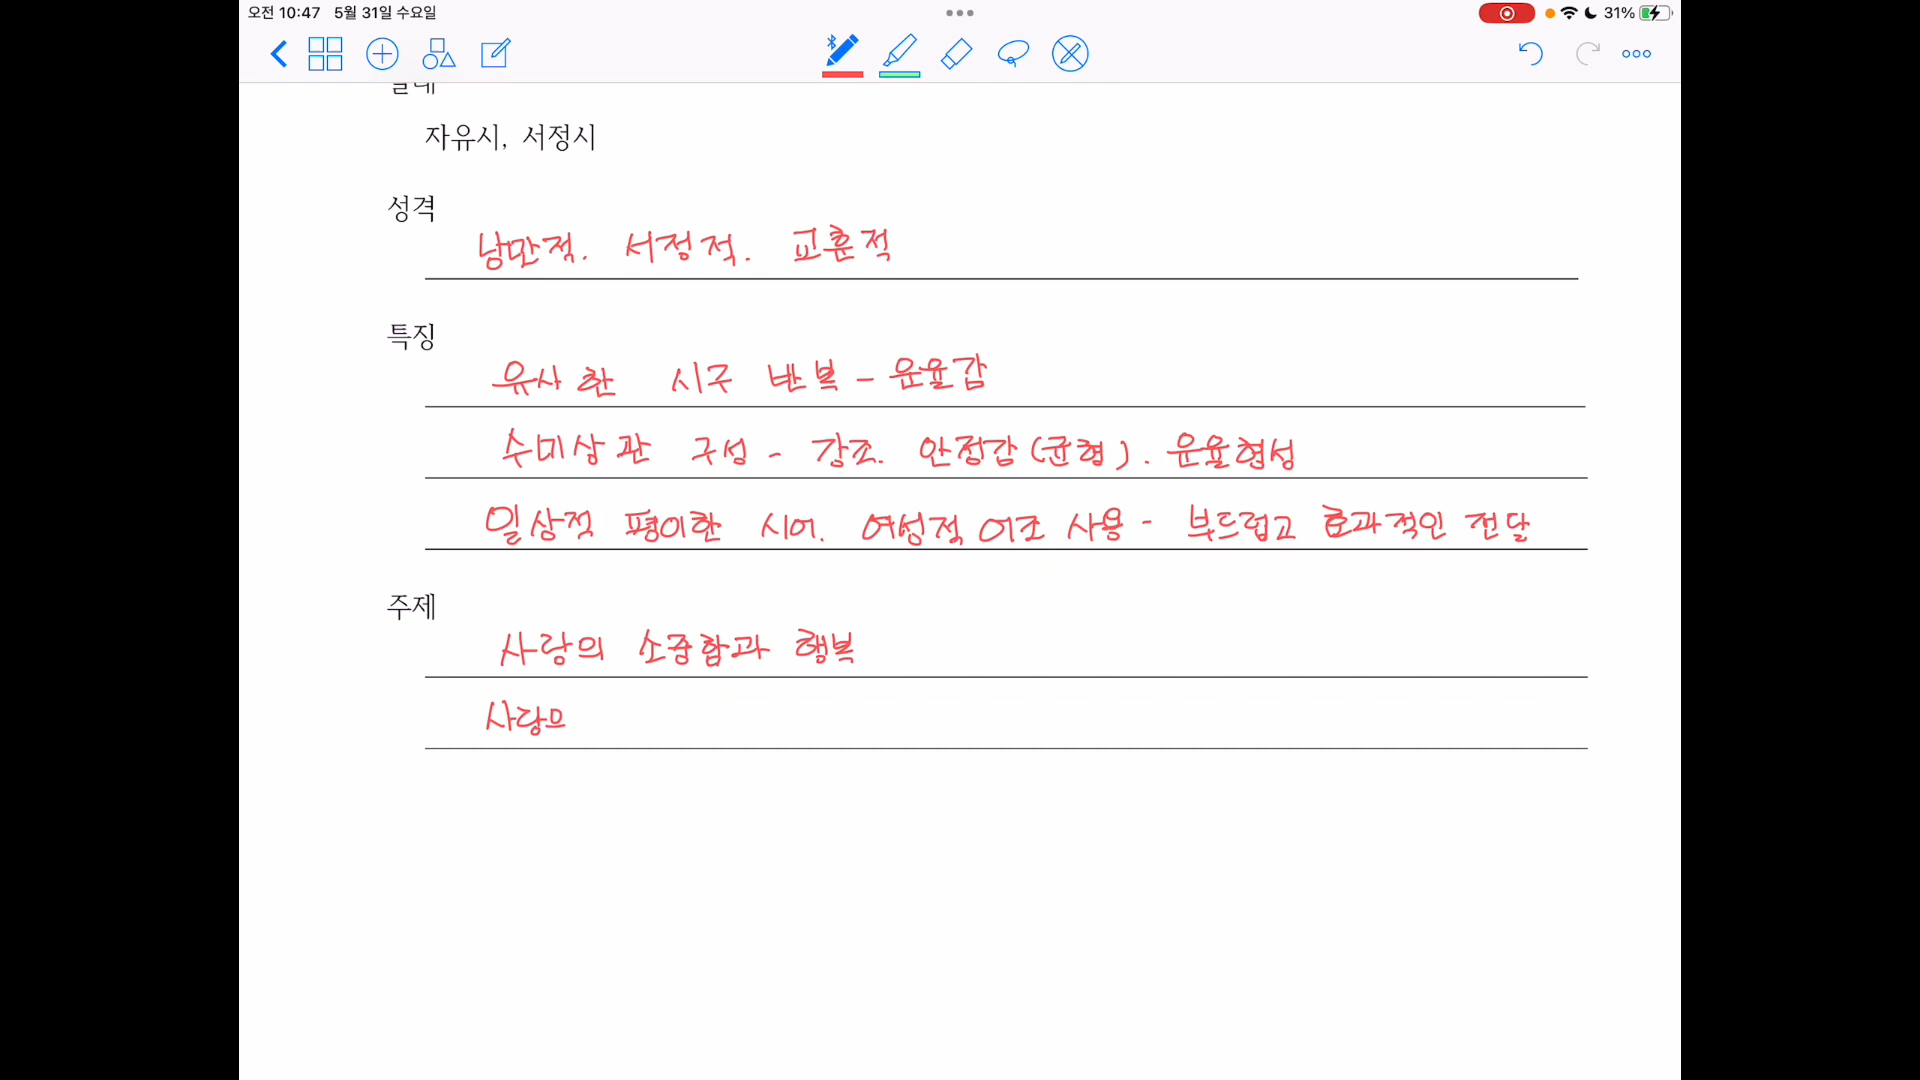 오전 10:47 5월 31일 수요일
31%
자유시, 서정시
성격
낭만적. 서정적. 교훈적
특징
유사한 시구 반복 - 운율감
수미상관 구성 - 강조. 안정감(균형). 운율형성
일상적 평이한 시어. 여성적 어조 사용 - 부드럽고 효과적인 전달
주제
사랑의 소중함과 행복